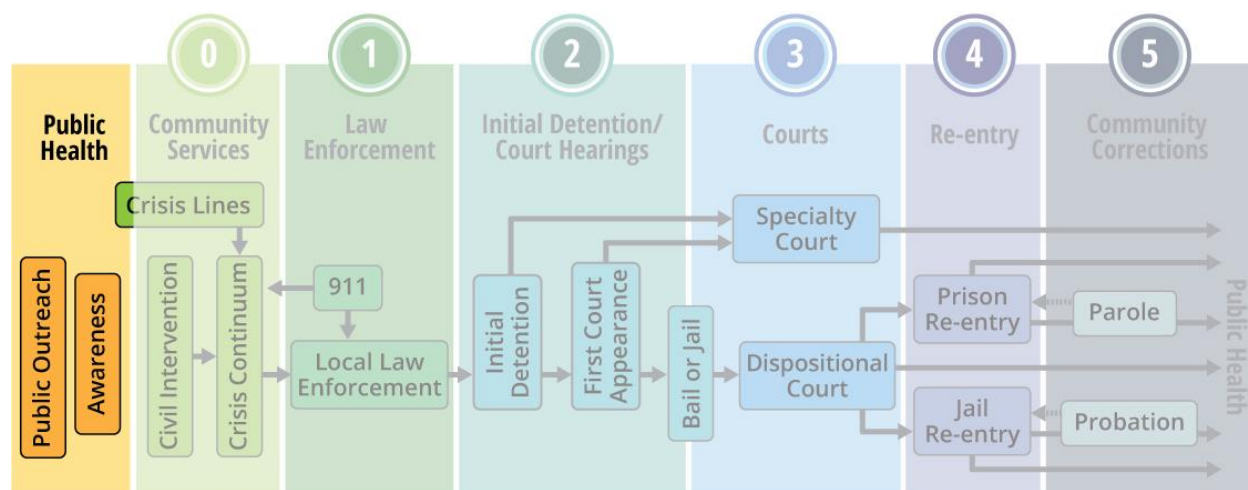 0
1
2
3
4
5
Public
Health
Community
Services
Law
Enforcement
Initial Detention/
Court Hearings
Courts
Re-entry
Community
Corrections
Crisis Lines
Public Outreach
Awareness
Civil Intervention
Crisis Continuum
911
Local Law
Enforcement
Initial
Detention
First Court
Appearance
Bail or Jail
Specialty
Court
Dispositional
Court
Prison
Re-entry
Jail
Re-entry
Parole
Probation
Public Health